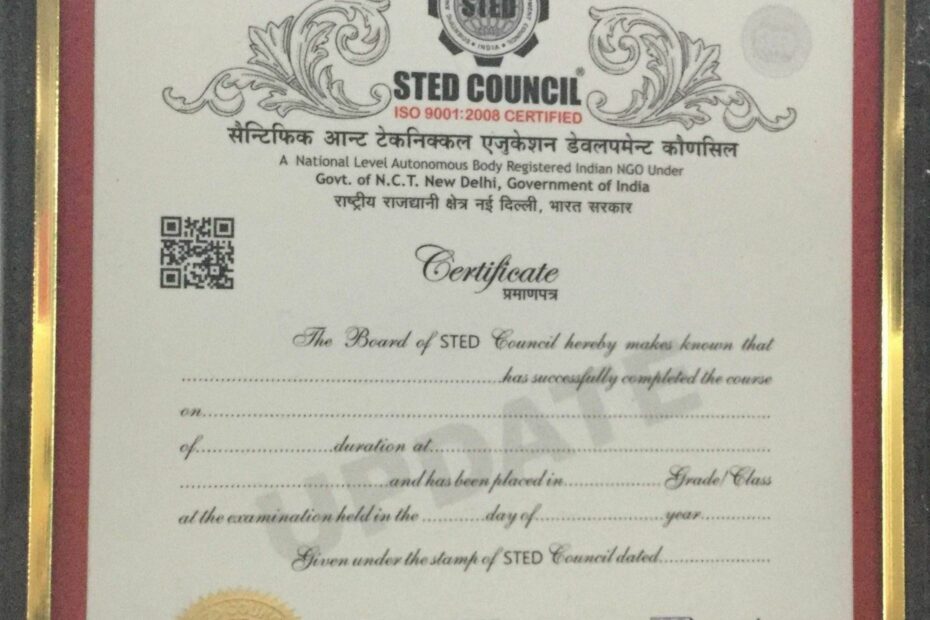 STED
INDIA
STED COUNCIL
ISO 9001:2008 CERTIFIED
सैन्टिफिक आन्ट टेकनिक्कल एजुकेशन डेवलपमेन्ट कौणसिल
A National Level Autonomous Body Registered Indian NGO Under
Govt. of N.C.T. New Delhi, Government of India
राष्ट्रीय राजद्यानी क्षेत्र नई दिल्ली, भारत सरकार
Certificate
प्रमाणपत्र
The Board of STED Council hereby makes known that
..........has successfully completed the course
on..........
of..........duration at..........
..........and has been placed in..........Grade/Class
at the examination held in the ..........day of..........year..........
Given under the stamp of STED Council dated..........
UPDATE